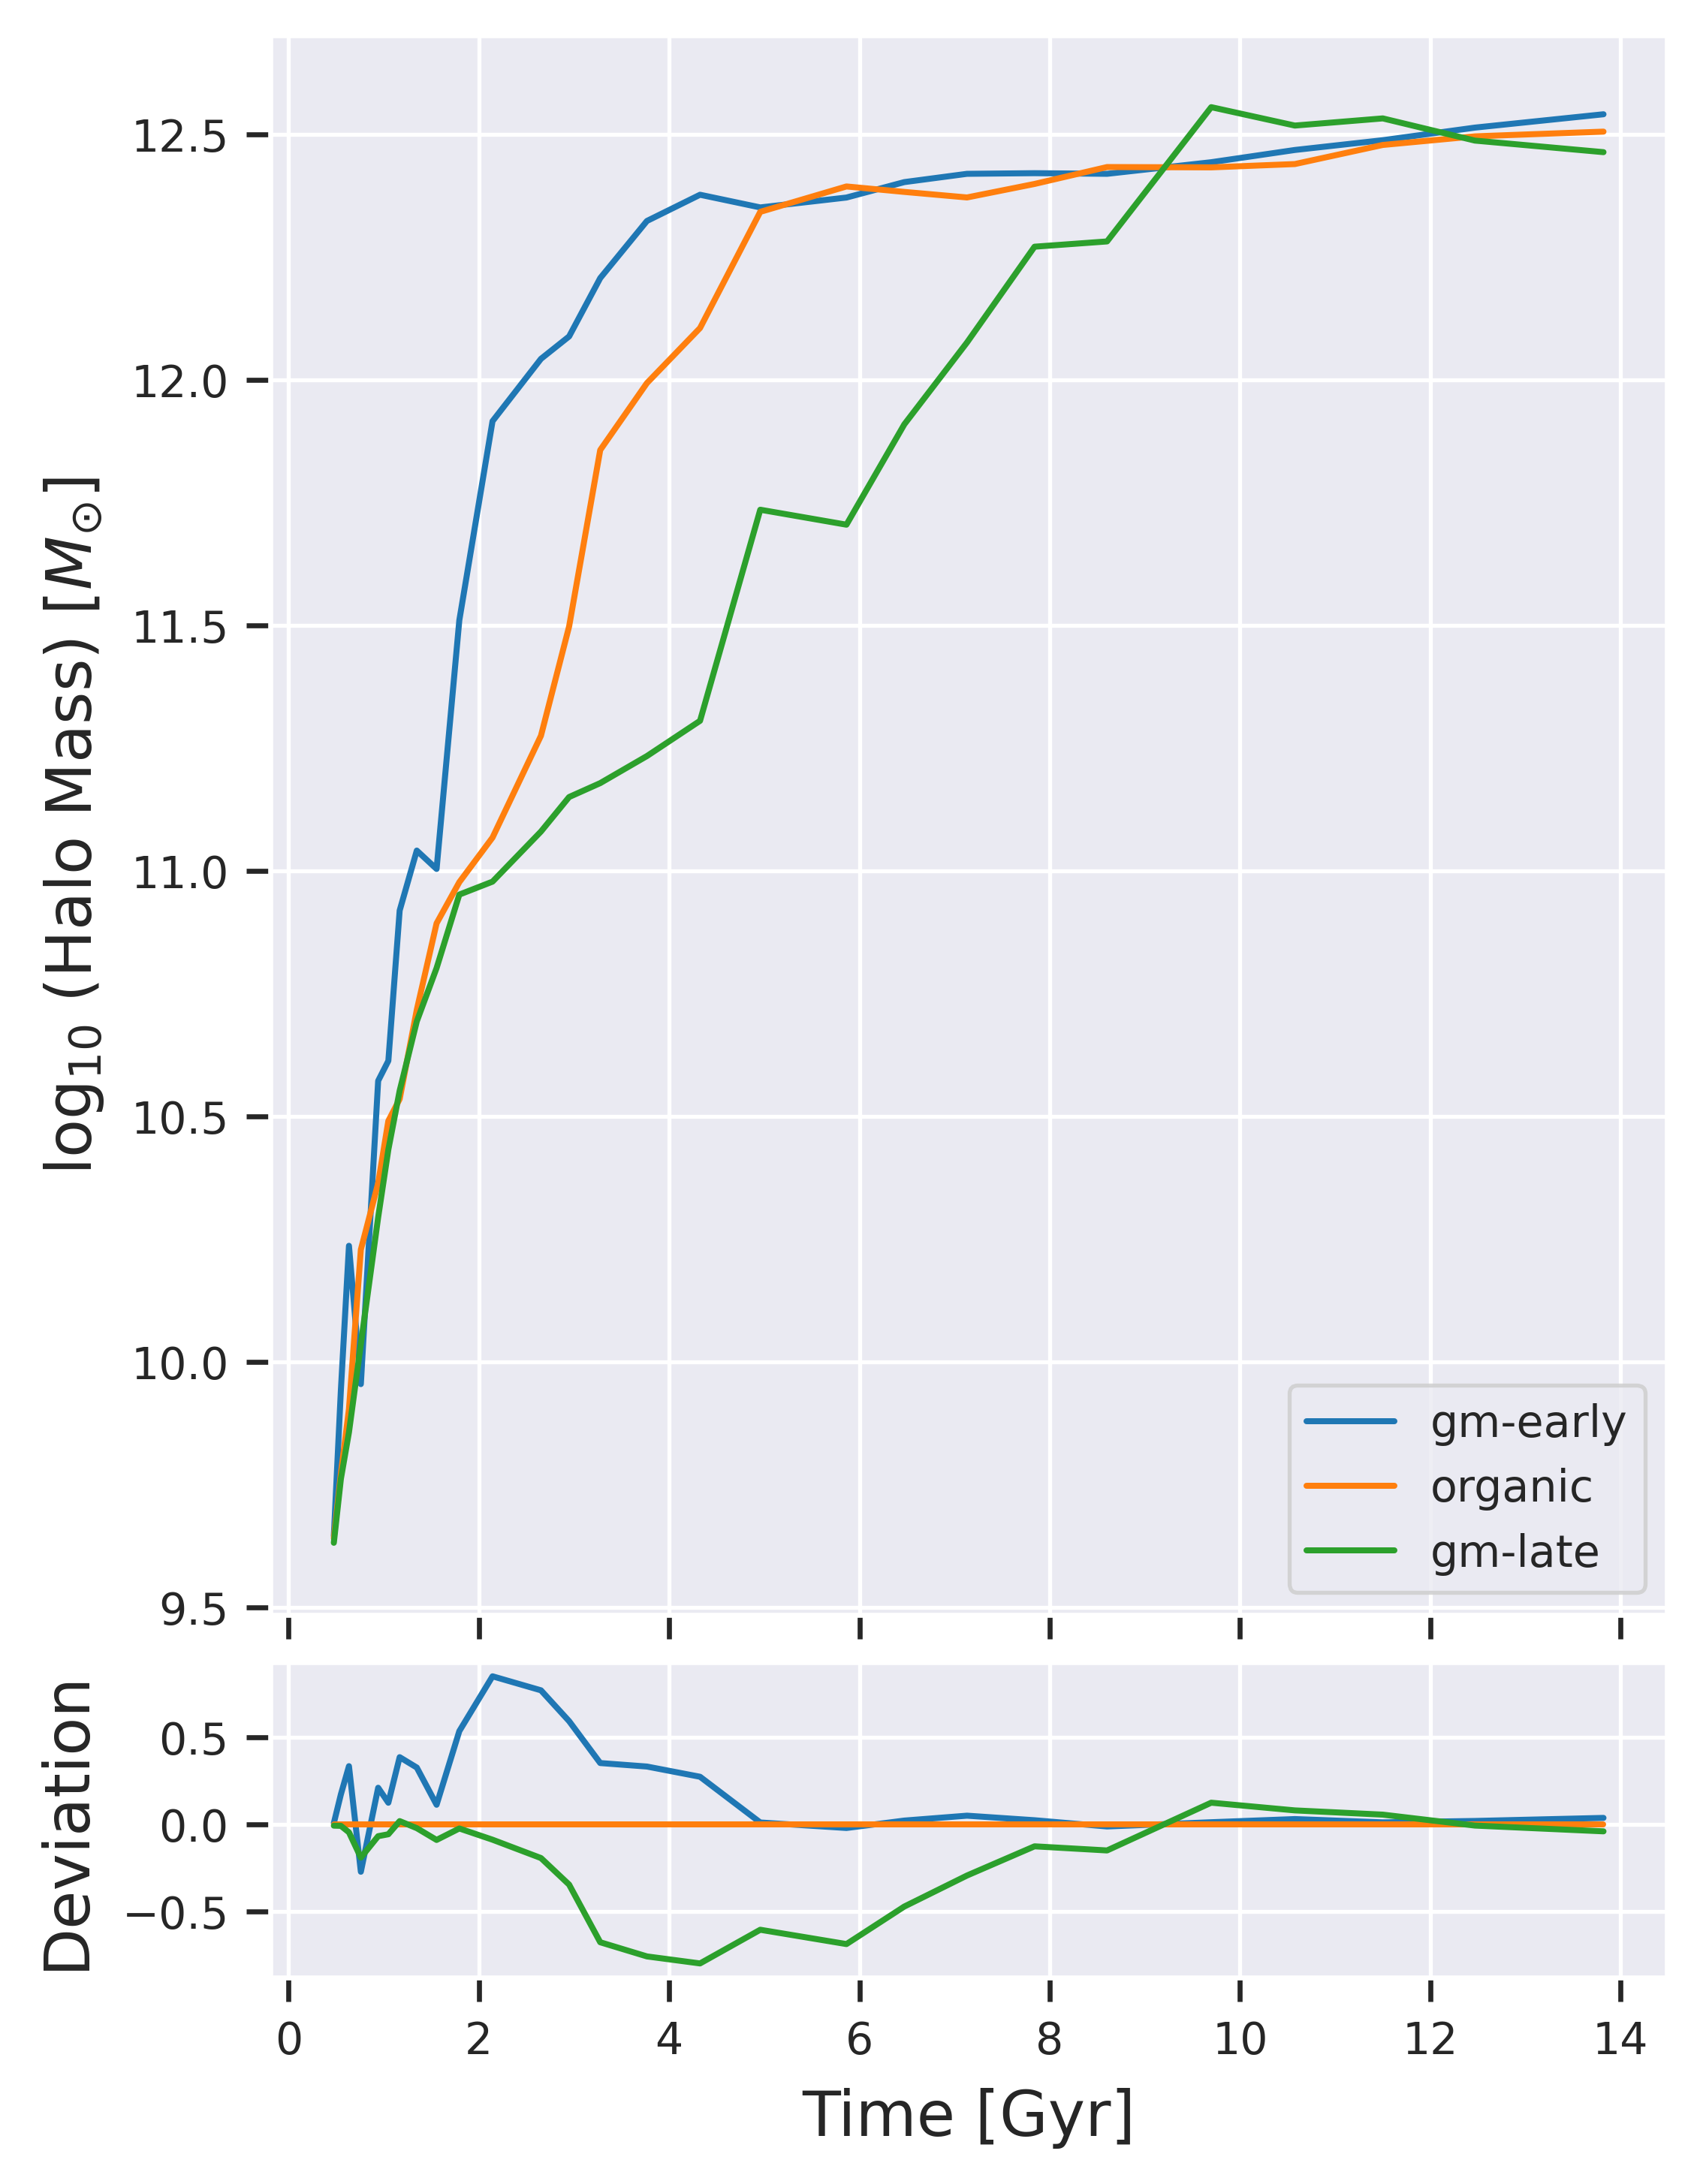 log₁₀ (Halo Mass) [M⊙]
12.5
12.0
11.5
11.0
10.5
10.0
9.5
gm-early
organic
gm-late
Deviation
0.5
0.0
−0.5
0 2 4 6 8 10 12 14
Time [Gyr]